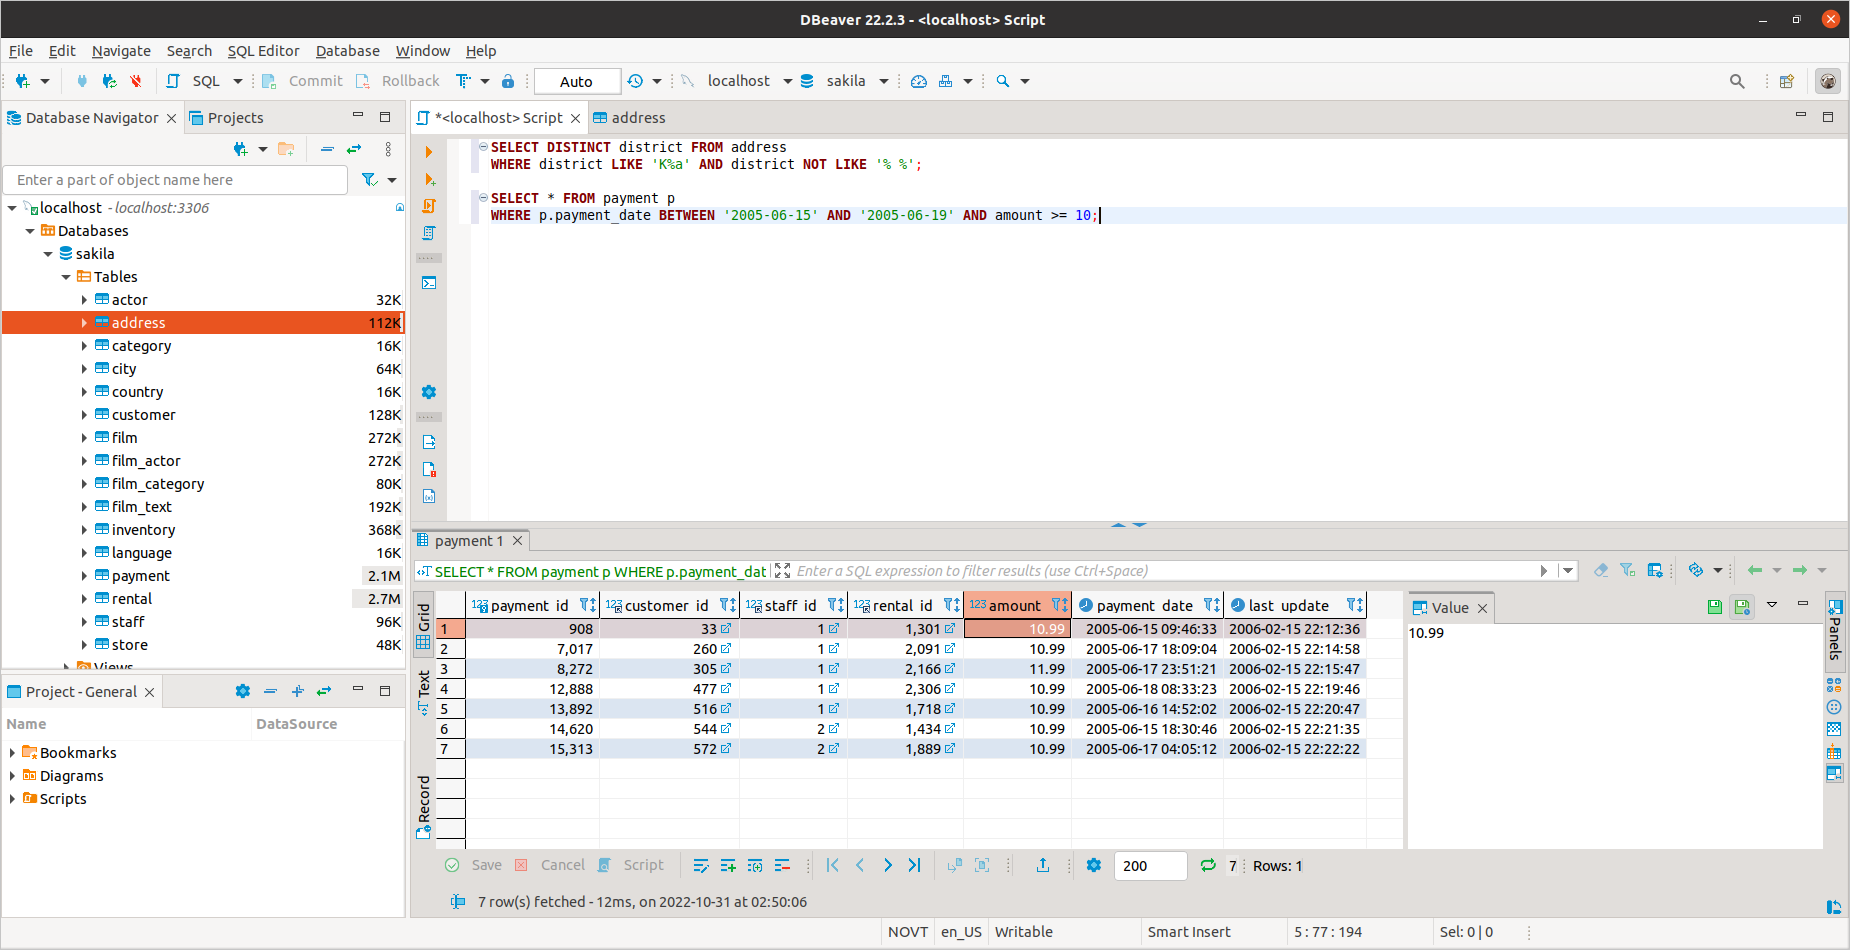 DBeaver 22.2.3 - <localhost> Script
File Edit Navigate Search SQL Editor Database Window Help
SQL Commit Rollback Auto localhost sakila
Database Navigator Projects
Enter a part of object name here
localhost - localhost:3306
Databases
sakila
Tables
actor 32K
address 112K
category 16K
city 64K
country 16K
customer 128K
film 272K
film_actor 272K
film_category 80K
film_text 192K
inventory 368K
language 16K
payment 2.1M
rental 2.7M
staff 96K
store 48K
Views
Project - General
Name DataSource
Bookmarks
Diagrams
Scripts
*<localhost> Script address
SELECT DISTINCT district FROM address
WHERE district LIKE 'K%a' AND district NOT LIKE '% %';
SELECT * FROM payment p
WHERE p.payment_date BETWEEN '2005-06-15' AND '2005-06-19' AND amount >= 10;
payment 1
SELECT * FROM payment p WHERE p.payment_dat Enter a SQL expression to filter results (use Ctrl+Space)
Grid
Text
Record
payment_id customer_id staff_id rental_id amount payment_date last_update
1 908 33 1 1,301 10.99 2005-06-15 09:46:33 2006-02-15 22:12:36
2 7,017 260 1 2,091 10.99 2005-06-17 18:09:04 2006-02-15 22:14:58
3 8,272 305 1 2,166 11.99 2005-06-17 23:51:21 2006-02-15 22:15:47
4 12,888 477 1 2,306 10.99 2005-06-18 08:33:23 2006-02-15 22:19:46
5 13,892 516 1 1,718 10.99 2005-06-16 14:52:02 2006-02-15 22:20:47
6 14,620 544 2 1,434 10.99 2005-06-15 18:30:46 2006-02-15 22:21:35
7 15,313 572 2 1,889 10.99 2005-06-17 04:05:12 2006-02-15 22:22:22
Value
10.99
Panels
Save Cancel Script 200 7 Rows: 1
7 row(s) fetched - 12ms, on 2022-10-31 at 02:50:06
NOVT en_US Writable Smart Insert 5 : 77 : 194 Sel: 0 | 0